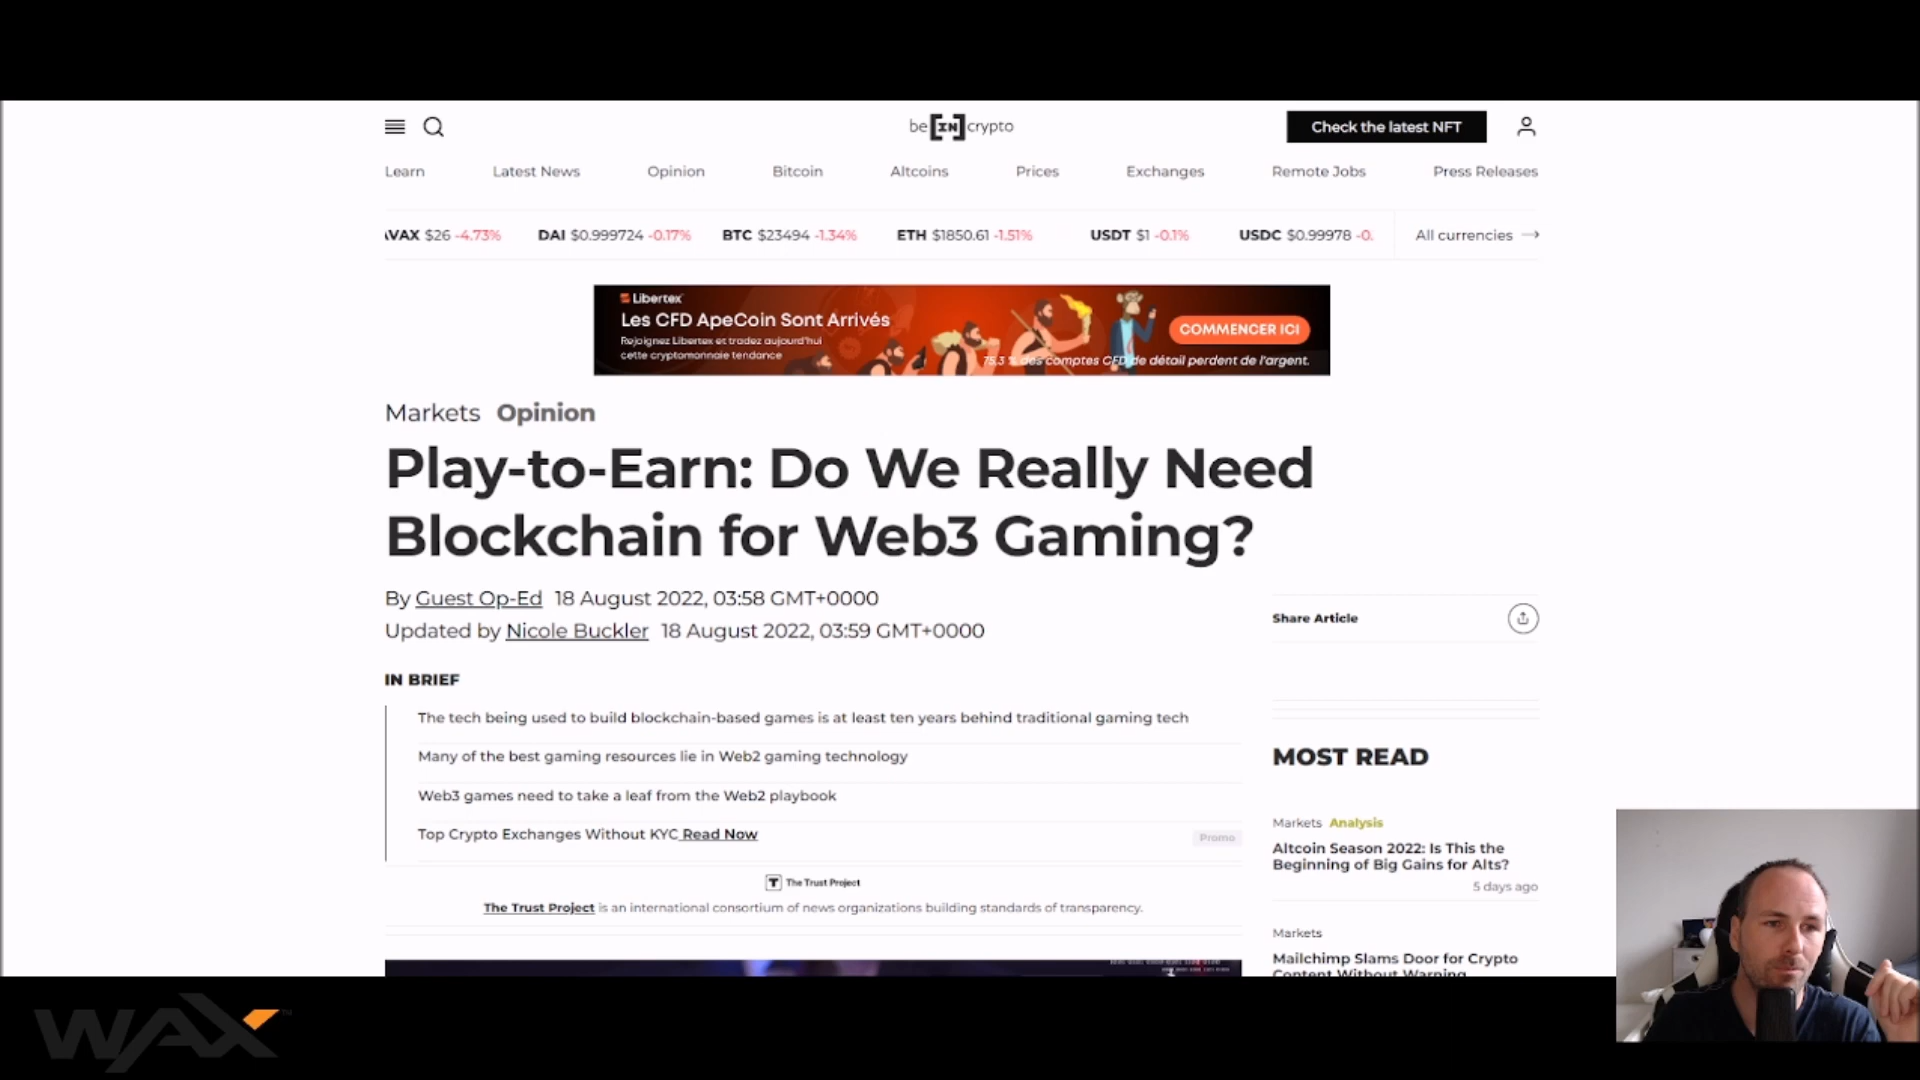 be [IN] crypto
Check the latest NFT
Learn Latest News Opinion Bitcoin Altcoins Prices Exchanges Remote Jobs Press Releases
AVAX $26 -4.73% DAI $0.999724 -0.17% BTC $23494 -1.34% ETH $1850.61 -1.51% USDT $1 -0.1% USDC $0.99978 -0. All currencies →
Libertex
Les CFD ApeCoin Sont Arrivés
Rejoignez Libertex et tradez aujourd'hui
cette cryptomonnaie tendance
COMMENCER ICI
75.3 % des comptes CFD de détail perdent de l'argent.
Markets Opinion
Play-to-Earn: Do We Really Need
Blockchain for Web3 Gaming?
By Guest Op-Ed 18 August 2022, 03:58 GMT+0000
Updated by Nicole Buckler 18 August 2022, 03:59 GMT+0000
Share Article
IN BRIEF
The tech being used to build blockchain-based games is at least ten years behind traditional gaming tech
Many of the best gaming resources lie in Web2 gaming technology
Web3 games need to take a leaf from the Web2 playbook
Top Crypto Exchanges Without KYC Read Now
Promo
T The Trust Project
The Trust Project is an international consortium of news organizations building standards of transparency.
MOST READ
Markets Analysis
Altcoin Season 2022: Is This the
Beginning of Big Gains for Alts?
5 days ago
Markets
Mailchimp Slams Door for Crypto
Content Without Warning
WAX™